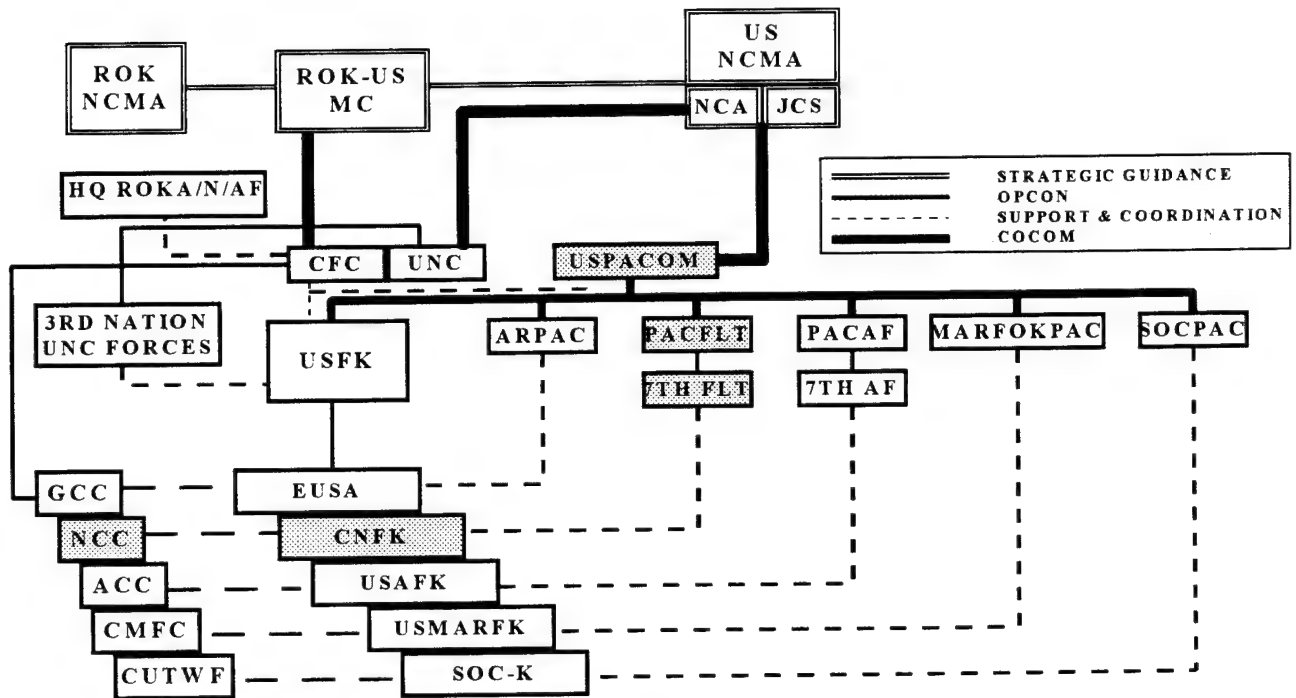 US
NCMA
ROK
NCMA
ROK-US
MC
NCA
JCS
STRATEGIC GUIDANCE
OPCON
SUPPORT & COORDINATION
COCOM
HQ ROKA/N/AF
CFC
UNC
USPACOM
3RD NATION
UNC FORCES
USFK
ARPAC
PACFLT
PACAF
MARFOKPAC
SOCPAC
7TH FLT
7TH AF
GCC
EUSA
NCC
CNFK
ACC
USAFK
CMFC
USMARFK
CUTWF
SOC-K